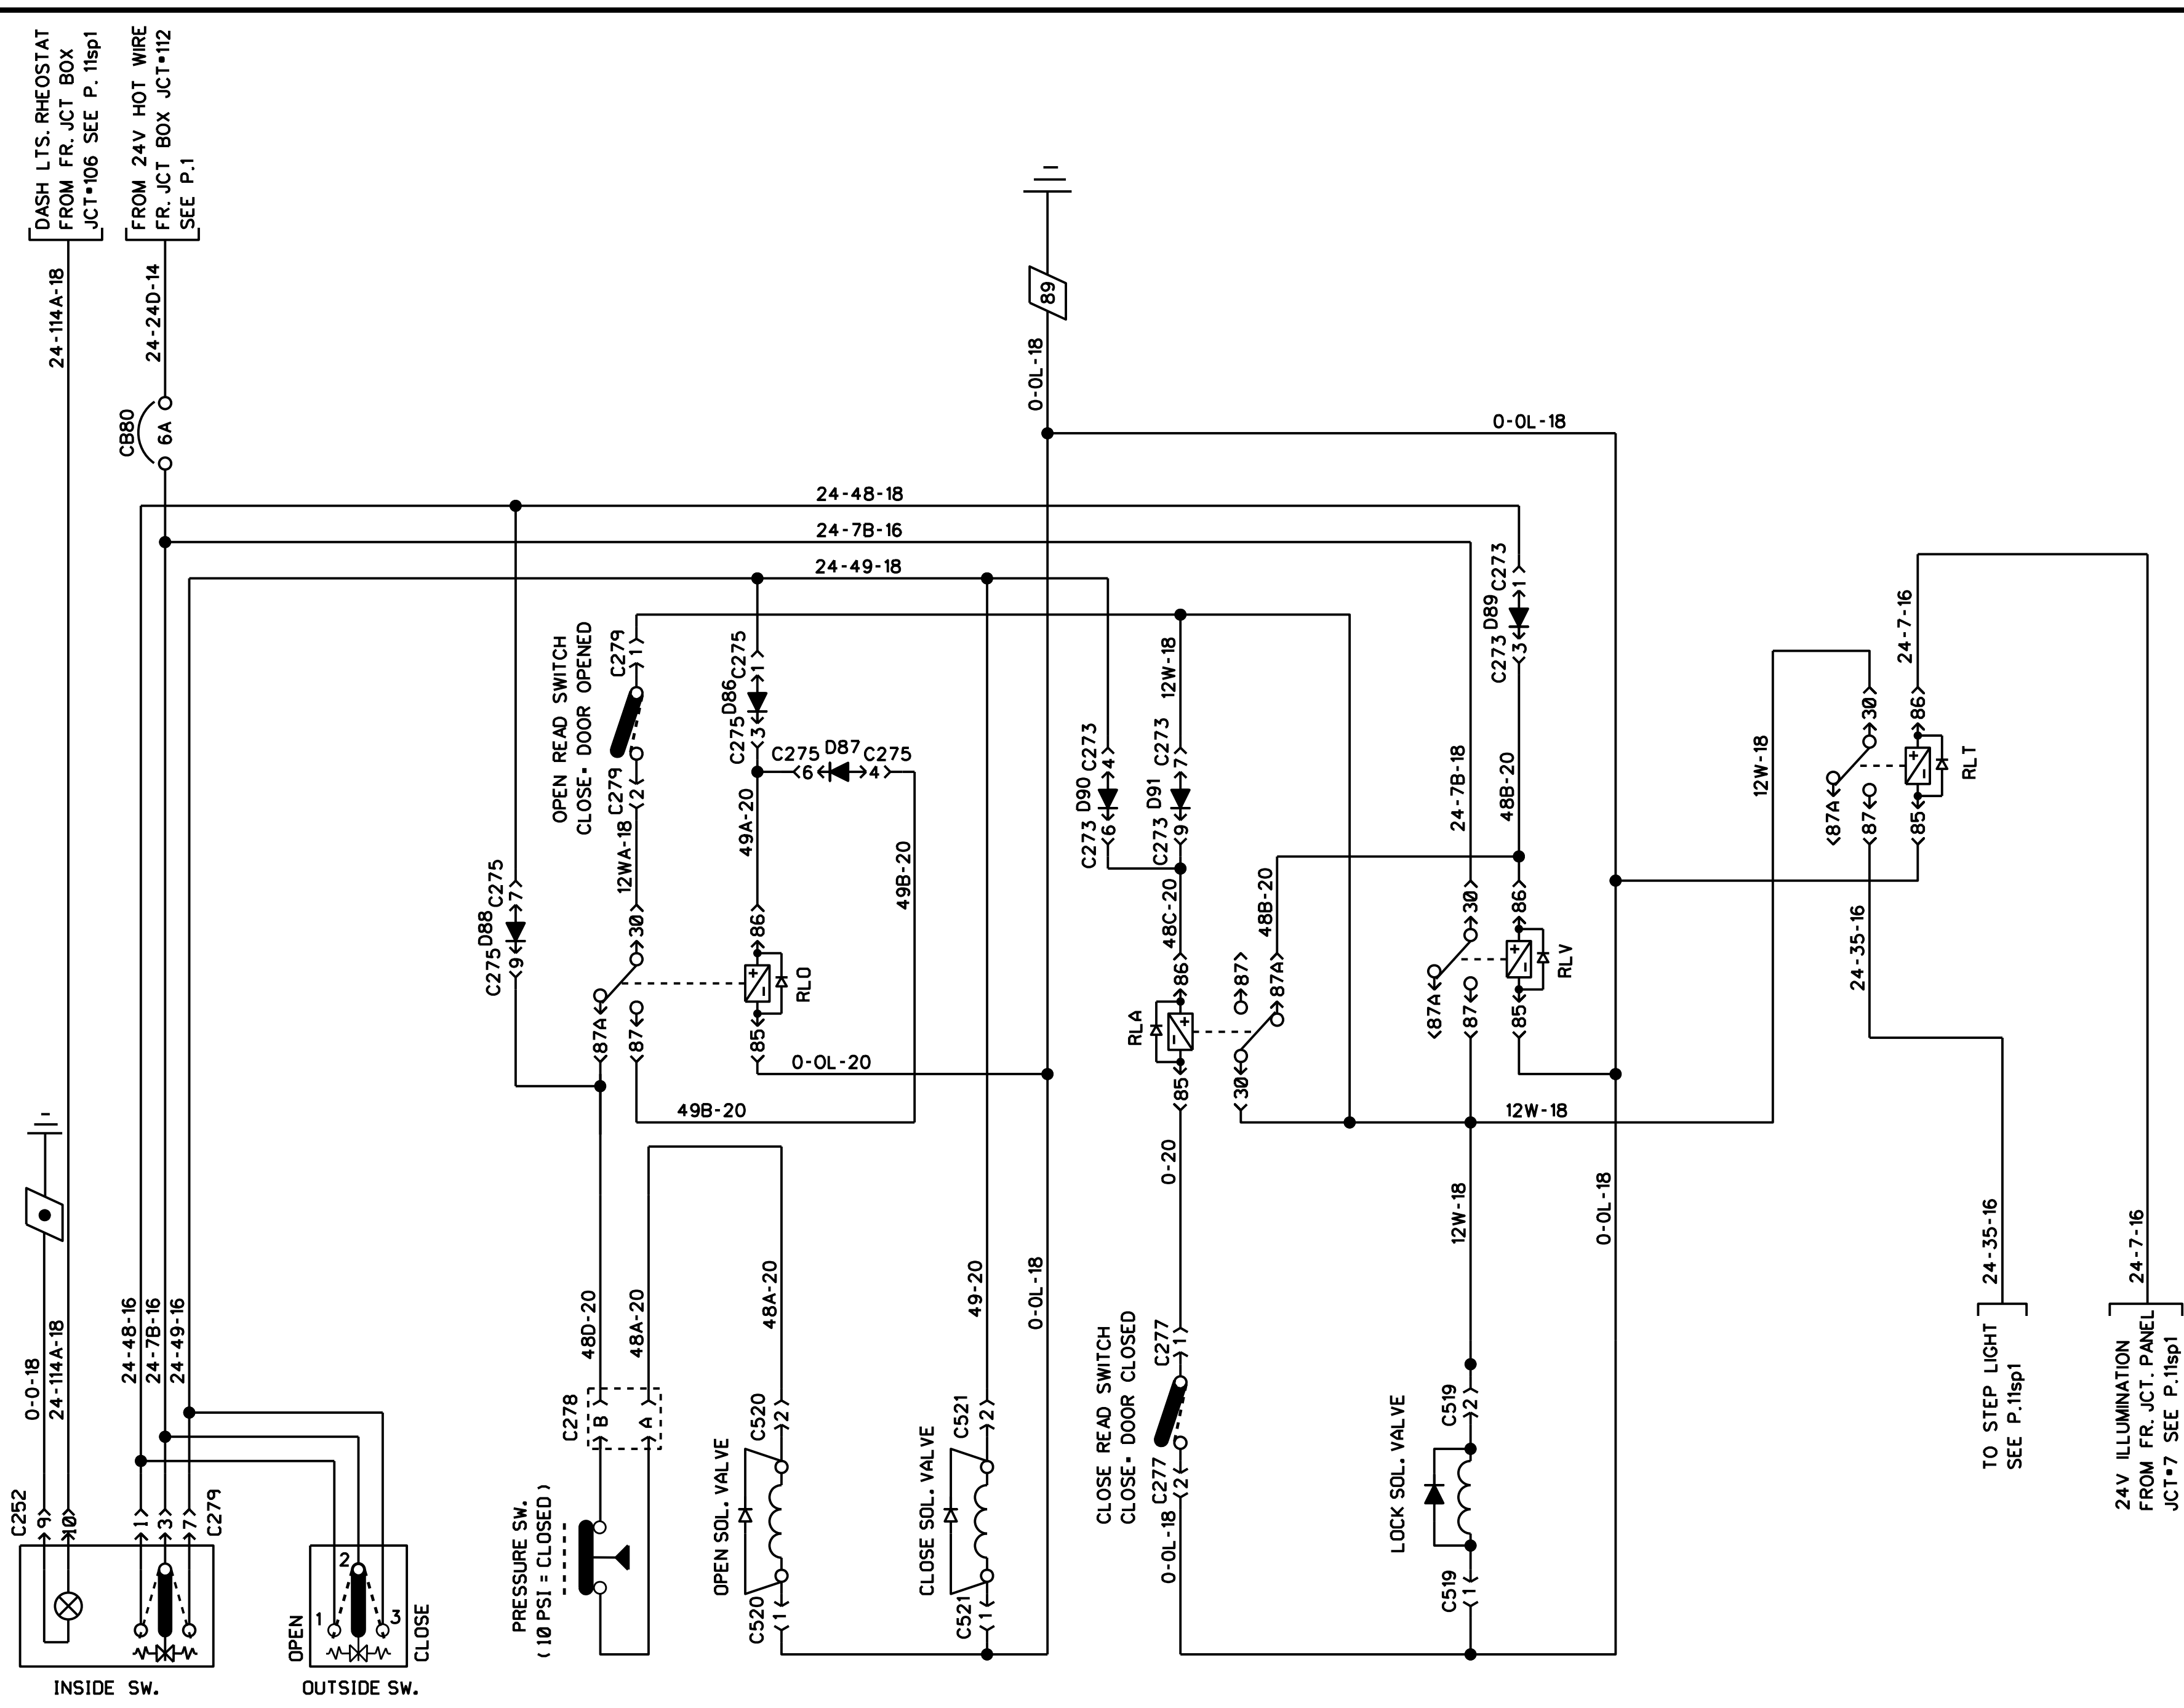 DASH LTS. RHEOSTAT
FROM FR. JCT BOX
JCT▪106 SEE P. 11sp1
FROM 24V HOT WIRE
FR. JCT BOX JCT▪112
SEE P.1
24-114A-18
24-24D-14
CB80
6A
89
0-0L-18
0-0L-18
24-48-18
24-7B-16
24-49-18
OPEN READ SWITCH
CLOSE▪ DOOR OPENED
C279
1
C279
2
12WA-18
D86
C275
1
C275
3
C275
6
D87
C275
4
49A-20
49B-20
D88
C275
7
C275
9
30
87A
87
86
85
RLO
0-0L-20
49B-20
D90
C273
4
C273
6
12W-18
D91
C273
7
C273
9
48C-20
48B-20
RLA
86
85
87
87A
30
0-20
24-7B-18
D89
C273
1
C273
3
48B-20
30
87A
87
86
85
RLV
12W-18
12W-18
12W-18
0-0L-18
24-7-16
30
86
87A
87
85
RLT
24-35-16
24-35-16
TO STEP LIGHT
SEE P.11sp1
24-7-16
24V ILLUMINATION
FROM FR. JCT. PANEL
JCT▪7 SEE P.11sp1
0-0-18
24-114A-18
24-48-16
24-7B-16
24-49-16
C252
9
10
1
3
7
C279
INSIDE SW.
OPEN
1
2
3
CLOSE
OUTSIDE SW.
48D-20
48A-20
C278
B
A
PRESSURE SW.
(10 PSI = CLOSED)
48A-20
C520
2
OPEN SOL. VALVE
C520
1
49-20
C521
2
CLOSE SOL. VALVE
C521
1
0-0L-18
CLOSE READ SWITCH
CLOSE▪ DOOR CLOSED
C277
1
C277
2
0-0L-18
LOCK SOL. VALVE
C519
2
C519
1